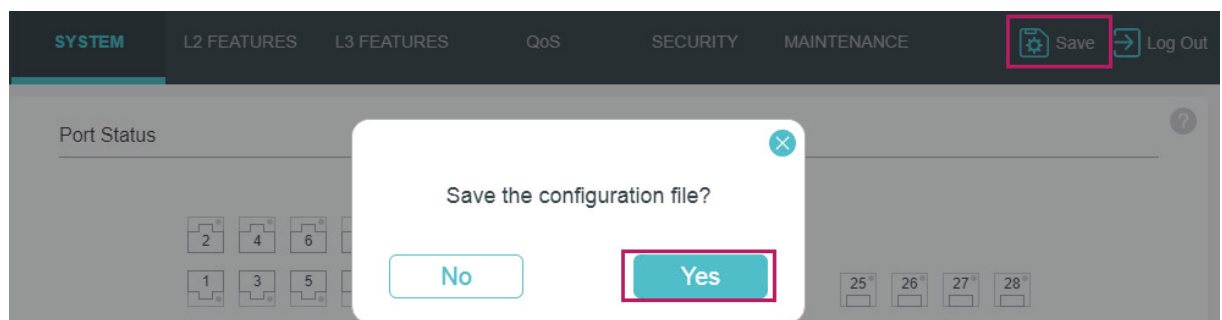 SYSTEM L2 FEATURES L3 FEATURES QoS SECURITY MAINTENANCE Save Log Out
Port Status ?
Save the configuration file?
2 4 6
No Yes
1 3 5 25 26 27 28